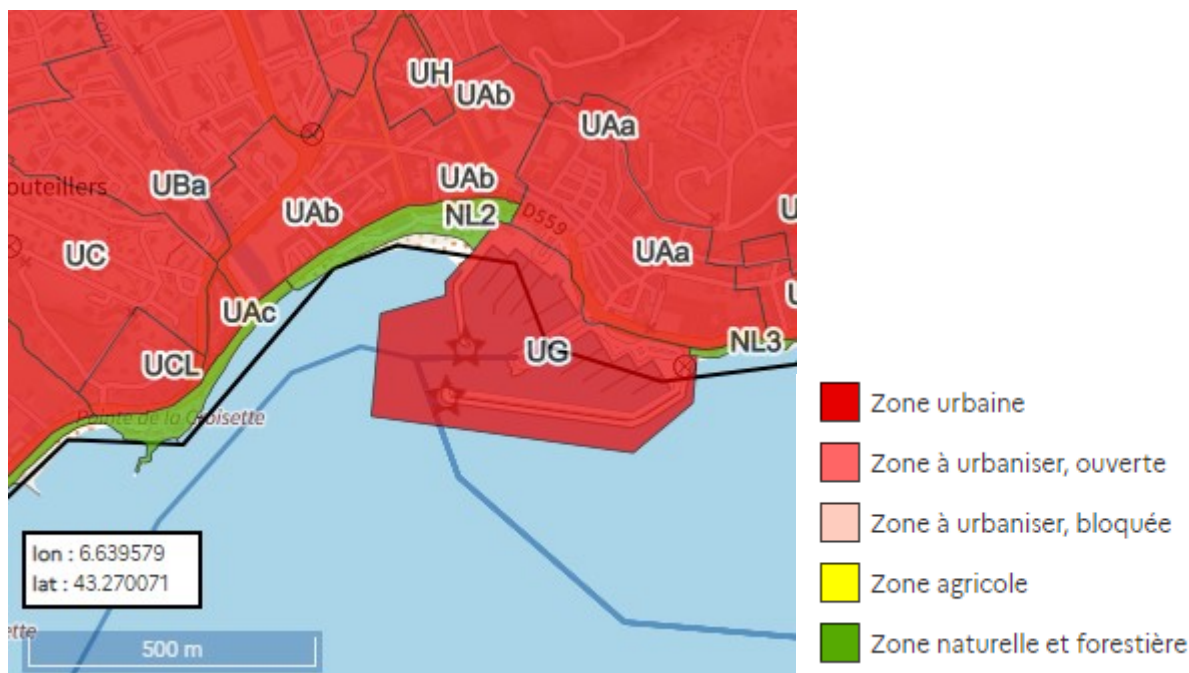 UH
UAb
UAa
outeillers
UBa
UAb
UAb
NL2
D559
U
UC
UAa
UAc
U
UG
NL3
UCL
Pointe de la Croisette
lon : 6.639579
lat : 43.270071
ette
500 m
Zone urbaine
Zone à urbaniser, ouverte
Zone à urbaniser, bloquée
Zone agricole
Zone naturelle et forestière